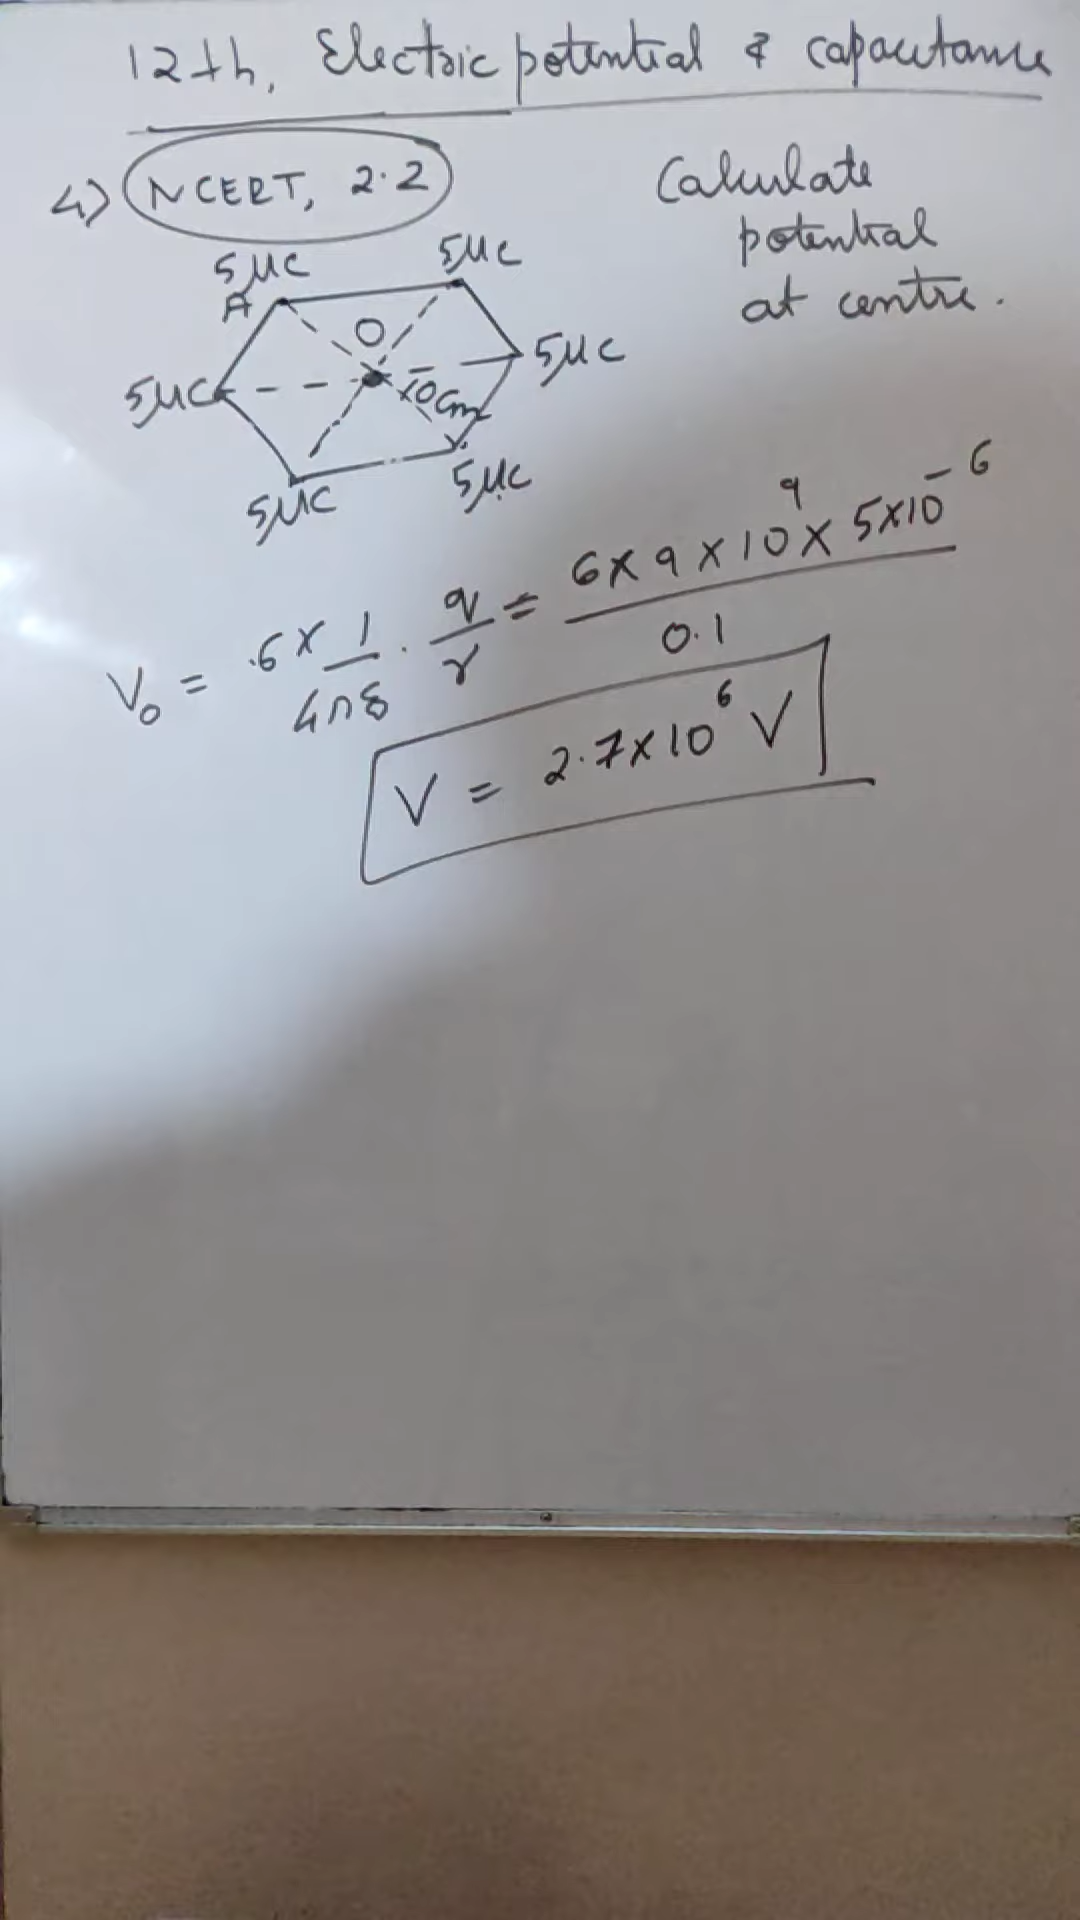 12th, Electric potential & capacitance
4) NCERT, 2.2
Calculate
potential
at centre.
5μC
5μC
A
O
5μC
5μC
10cm
5μC
5μC
V₀ = 6 × 1/4πε · q/r = 6×9×10⁹×5×10⁻⁶/0.1
V = 2.7×10⁶ V